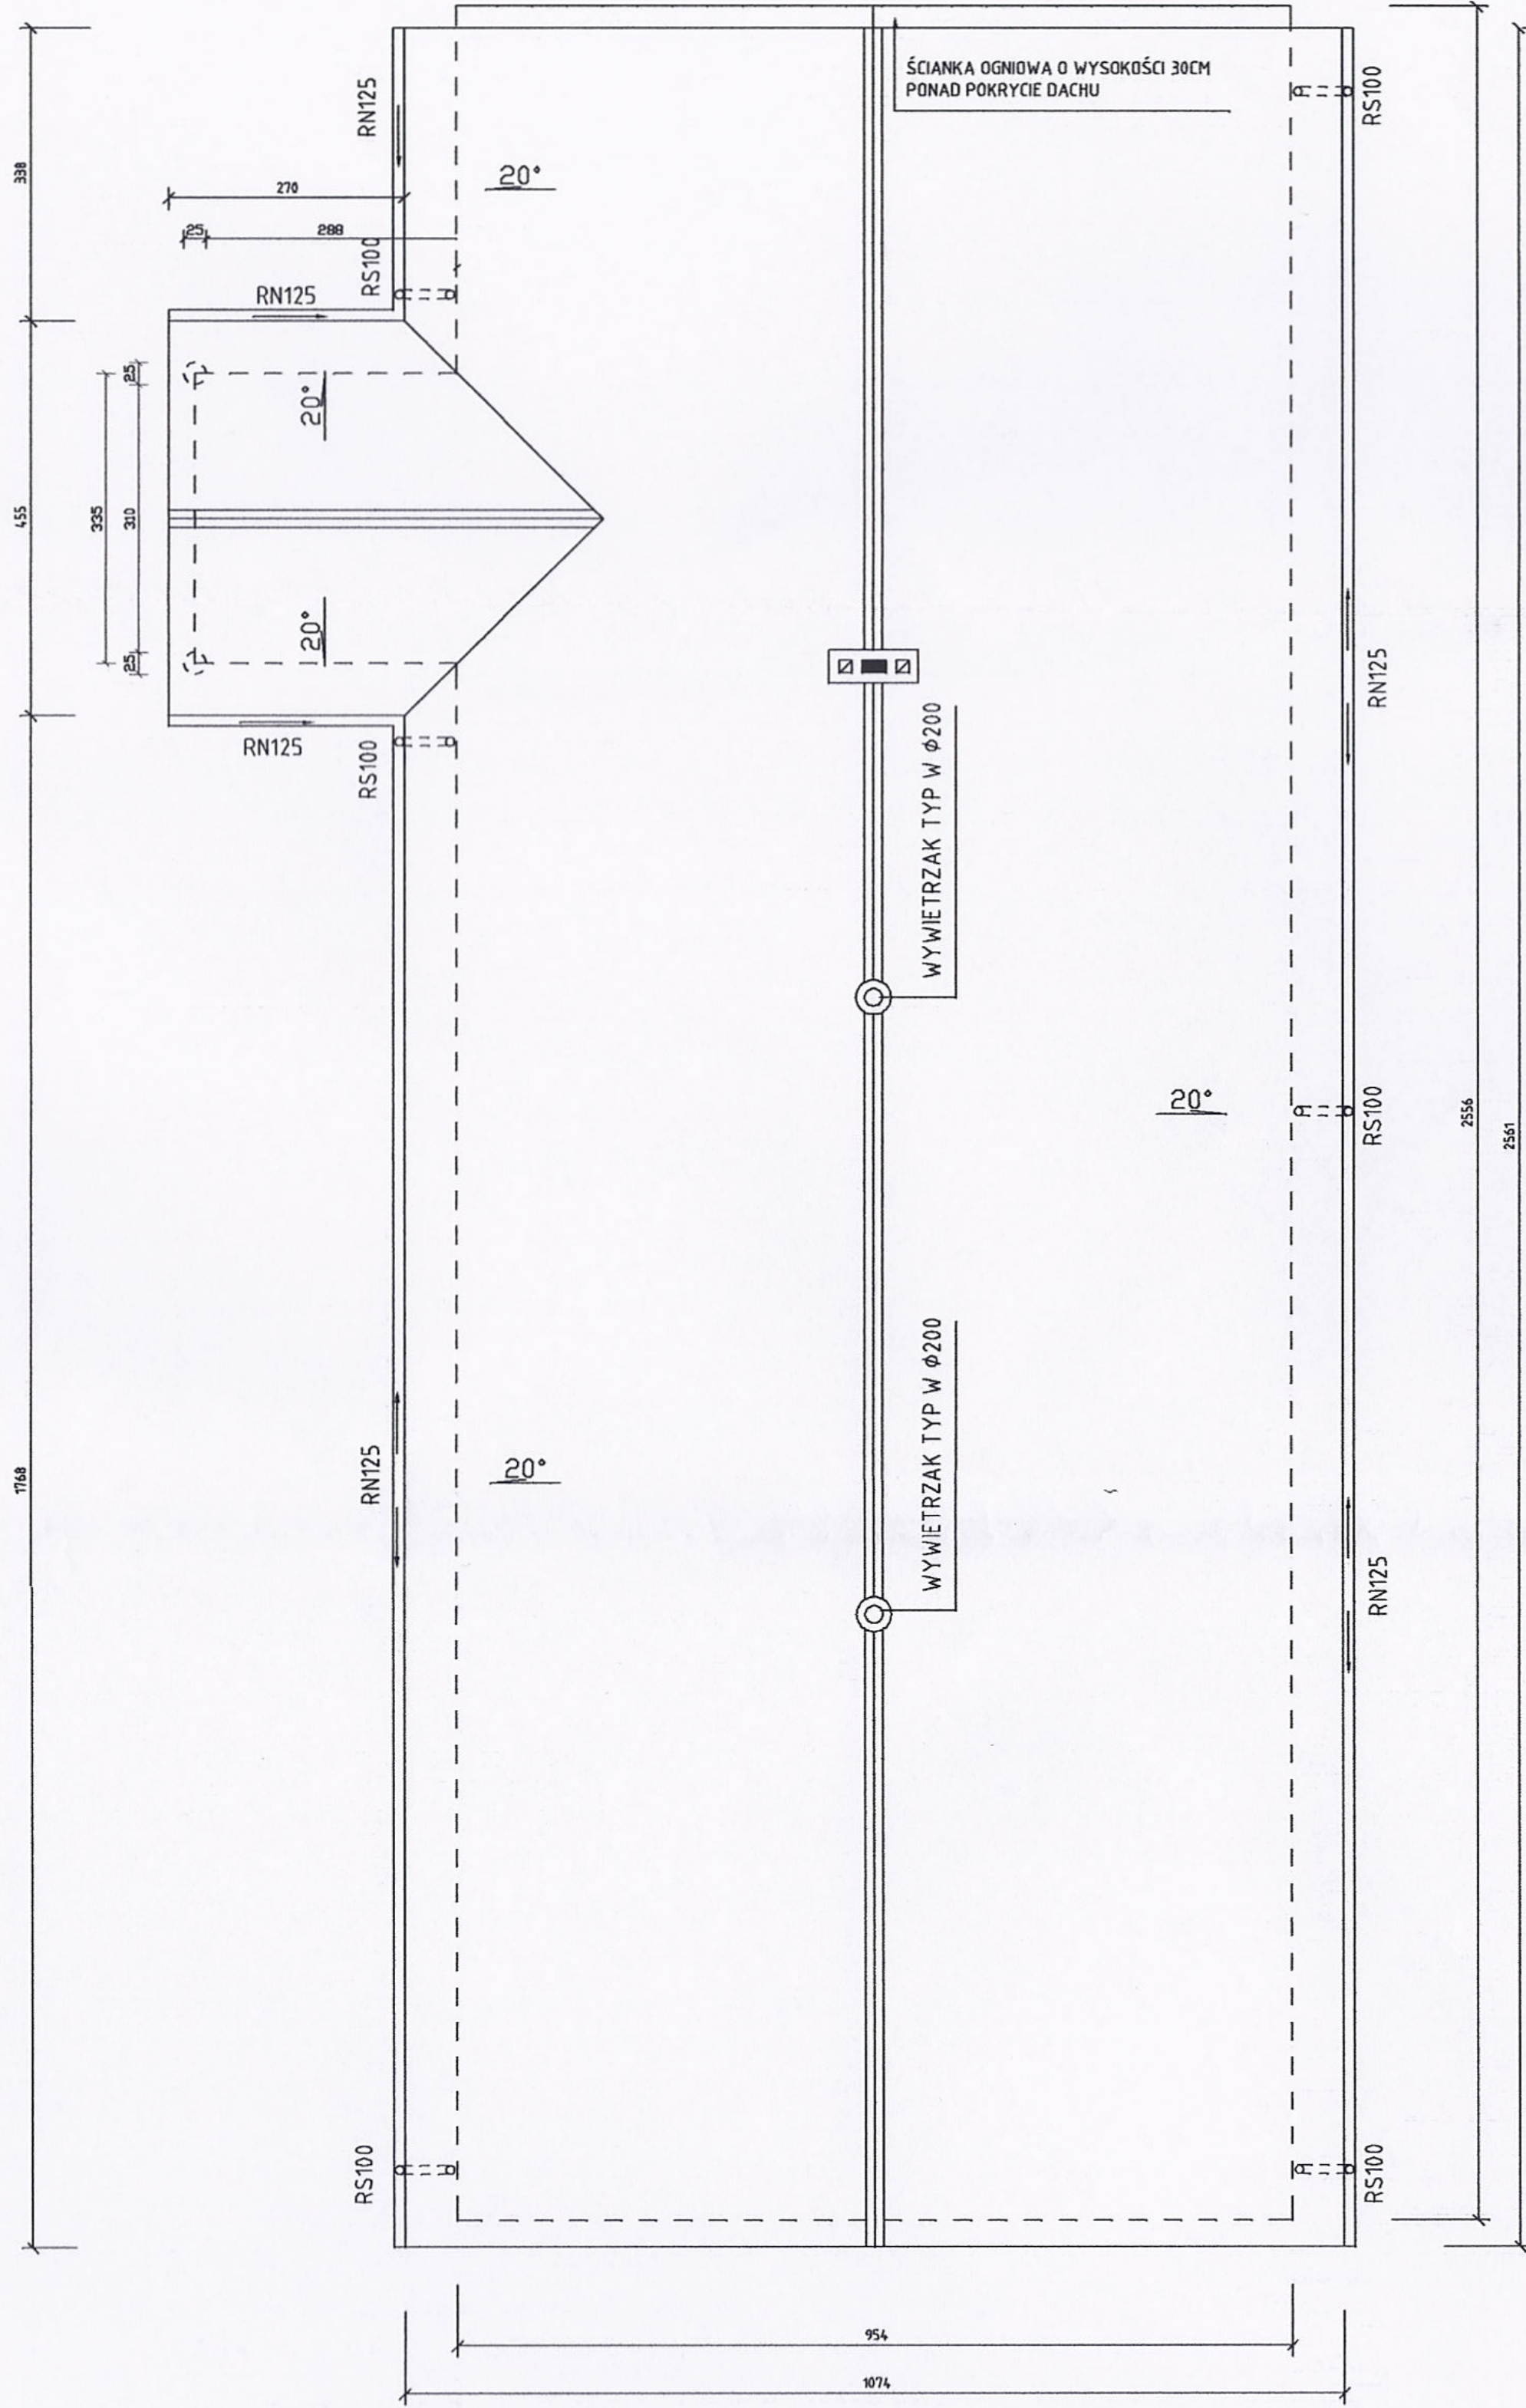 ŚCIANKA OGNIOWA O WYSOKOŚCI 30CM
PONAD POKRYCIE DACHU
RN125
RS100
338
20°
270
25
288
RS100
RN125
25
20°
335
310
455
20°
25
RN125
RS100
RN125
WYWIETRZAK TYP W Φ200
20°
RS100
2556
2561
WYWIETRZAK TYP W Φ200
RN125
20°
1768
RN125
RS100
RS100
954
1074